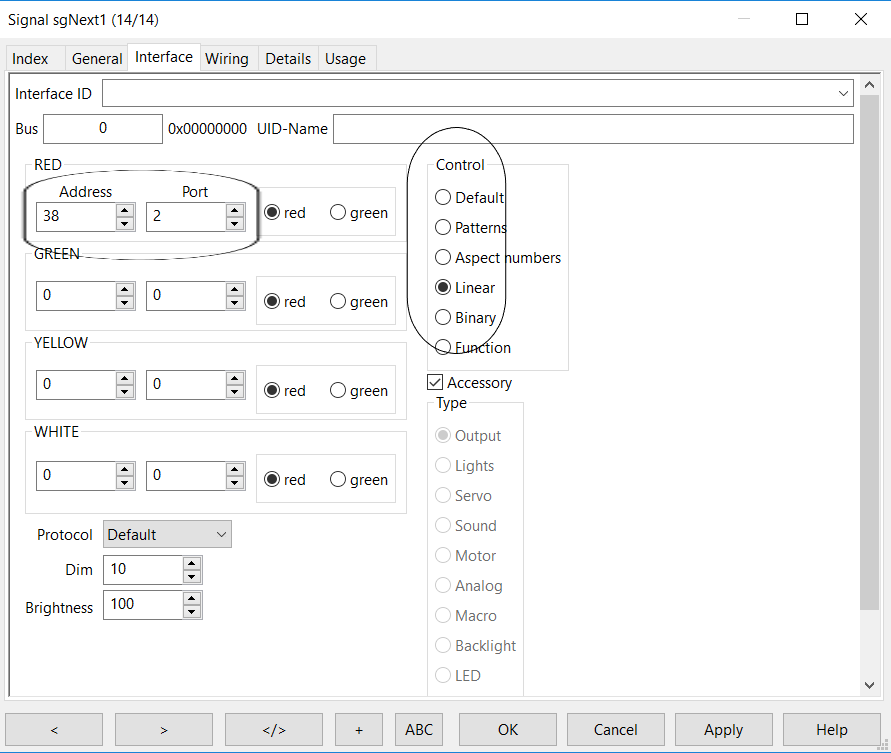 Signal sgNext1 (14/14)
Index General Interface Wiring Details Usage
Interface ID
Bus 0 0x00000000 UID-Name
RED
Address Port
38 2 red green
GREEN
0 0 red green
YELLOW
0 0 red green
WHITE
0 0 red green
Protocol Default
Dim 10
Brightness 100
Control
Default
Patterns
Aspect numbers
Linear
Binary
Function
Accessory
Type
Output
Lights
Servo
Sound
Motor
Analog
Macro
Backlight
LED
< > </> + ABC OK Cancel Apply Help